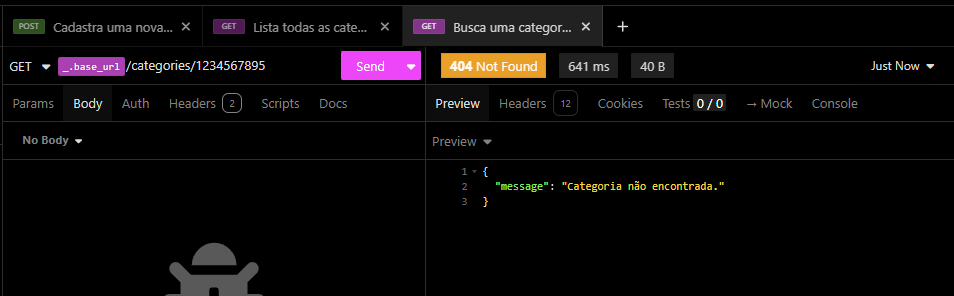 POST Cadastra uma nova... GET Lista todas as cate... GET Busca uma categor...
GET _.base_url/categories/1234567895 Send 404 Not Found 641 ms 40 B Just Now
Params Body Auth Headers 2 Scripts Docs Preview Headers 12 Cookies Tests 0 / 0 → Mock Console
No Body Preview
1 {
2 "message": "Categoria não encontrada."
3 }